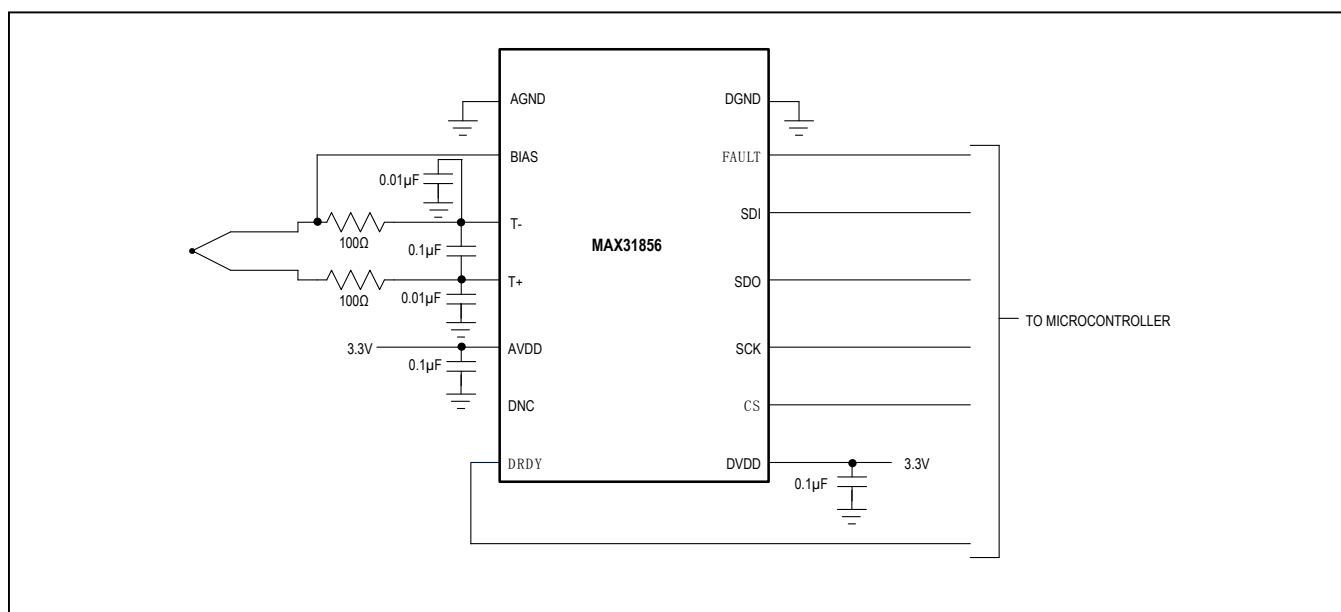 AGND
DGND
BIAS
FAULT
0.01µF
T-
SDI
100Ω
0.1µF
MAX31856
T+
SDO
100Ω
0.01µF
TO MICROCONTROLLER
3.3V
AVDD
SCK
0.1µF
DNC
CS
DRDY
DVDD
3.3V
0.1µF